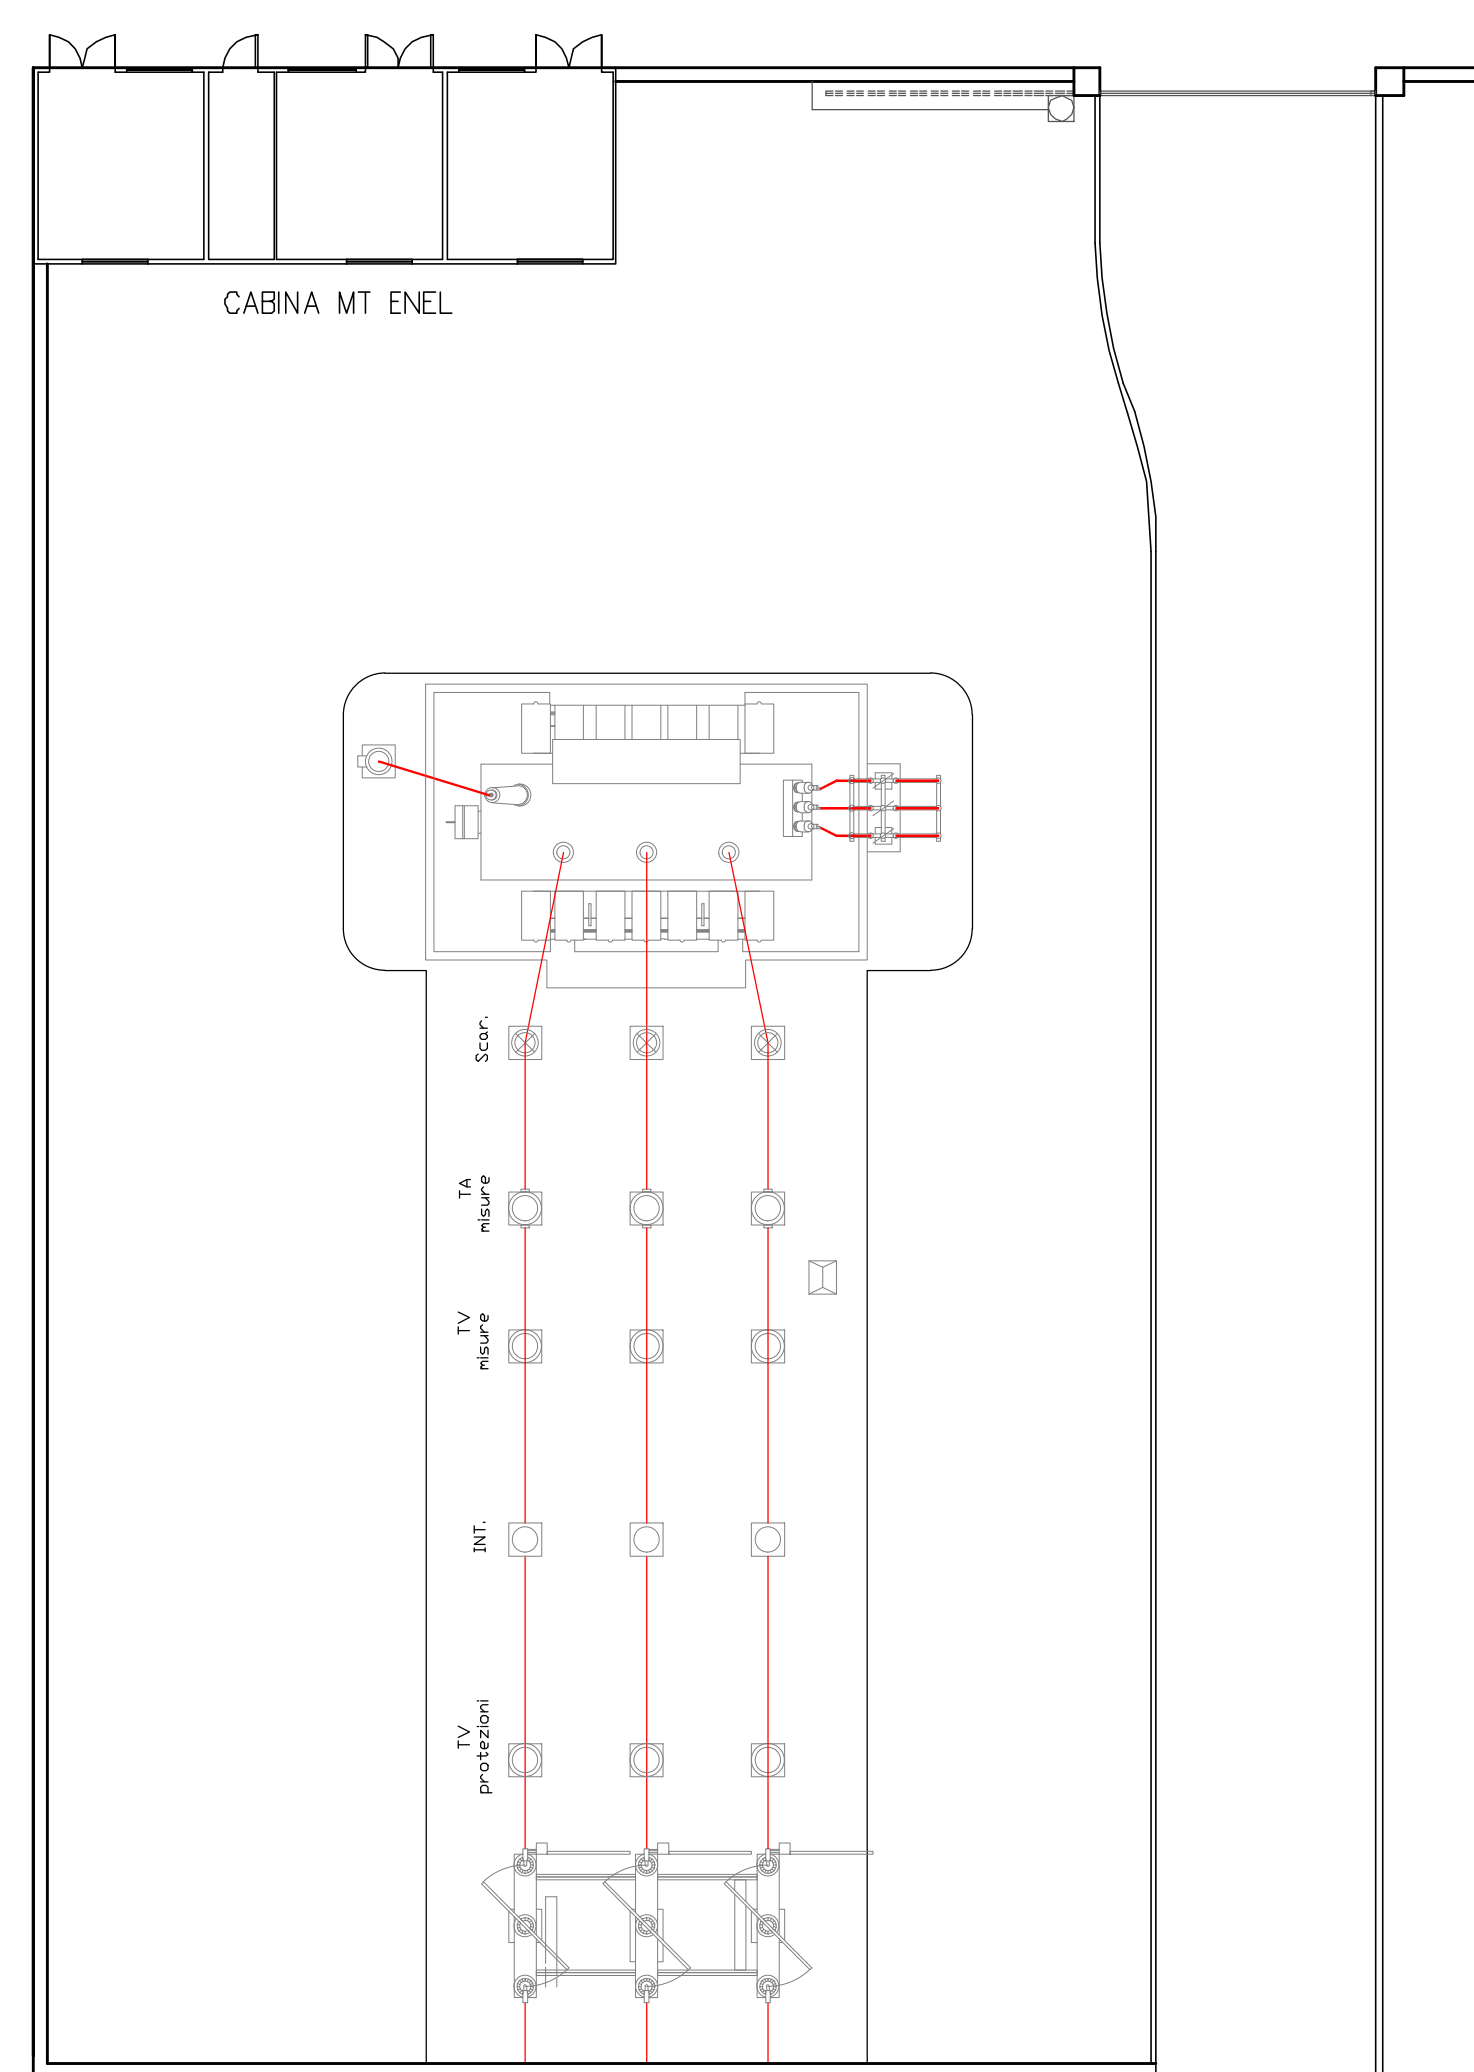 CABINA MT ENEL
Scar.
TA
misure
TV
misure
INT.
TV
protezioni